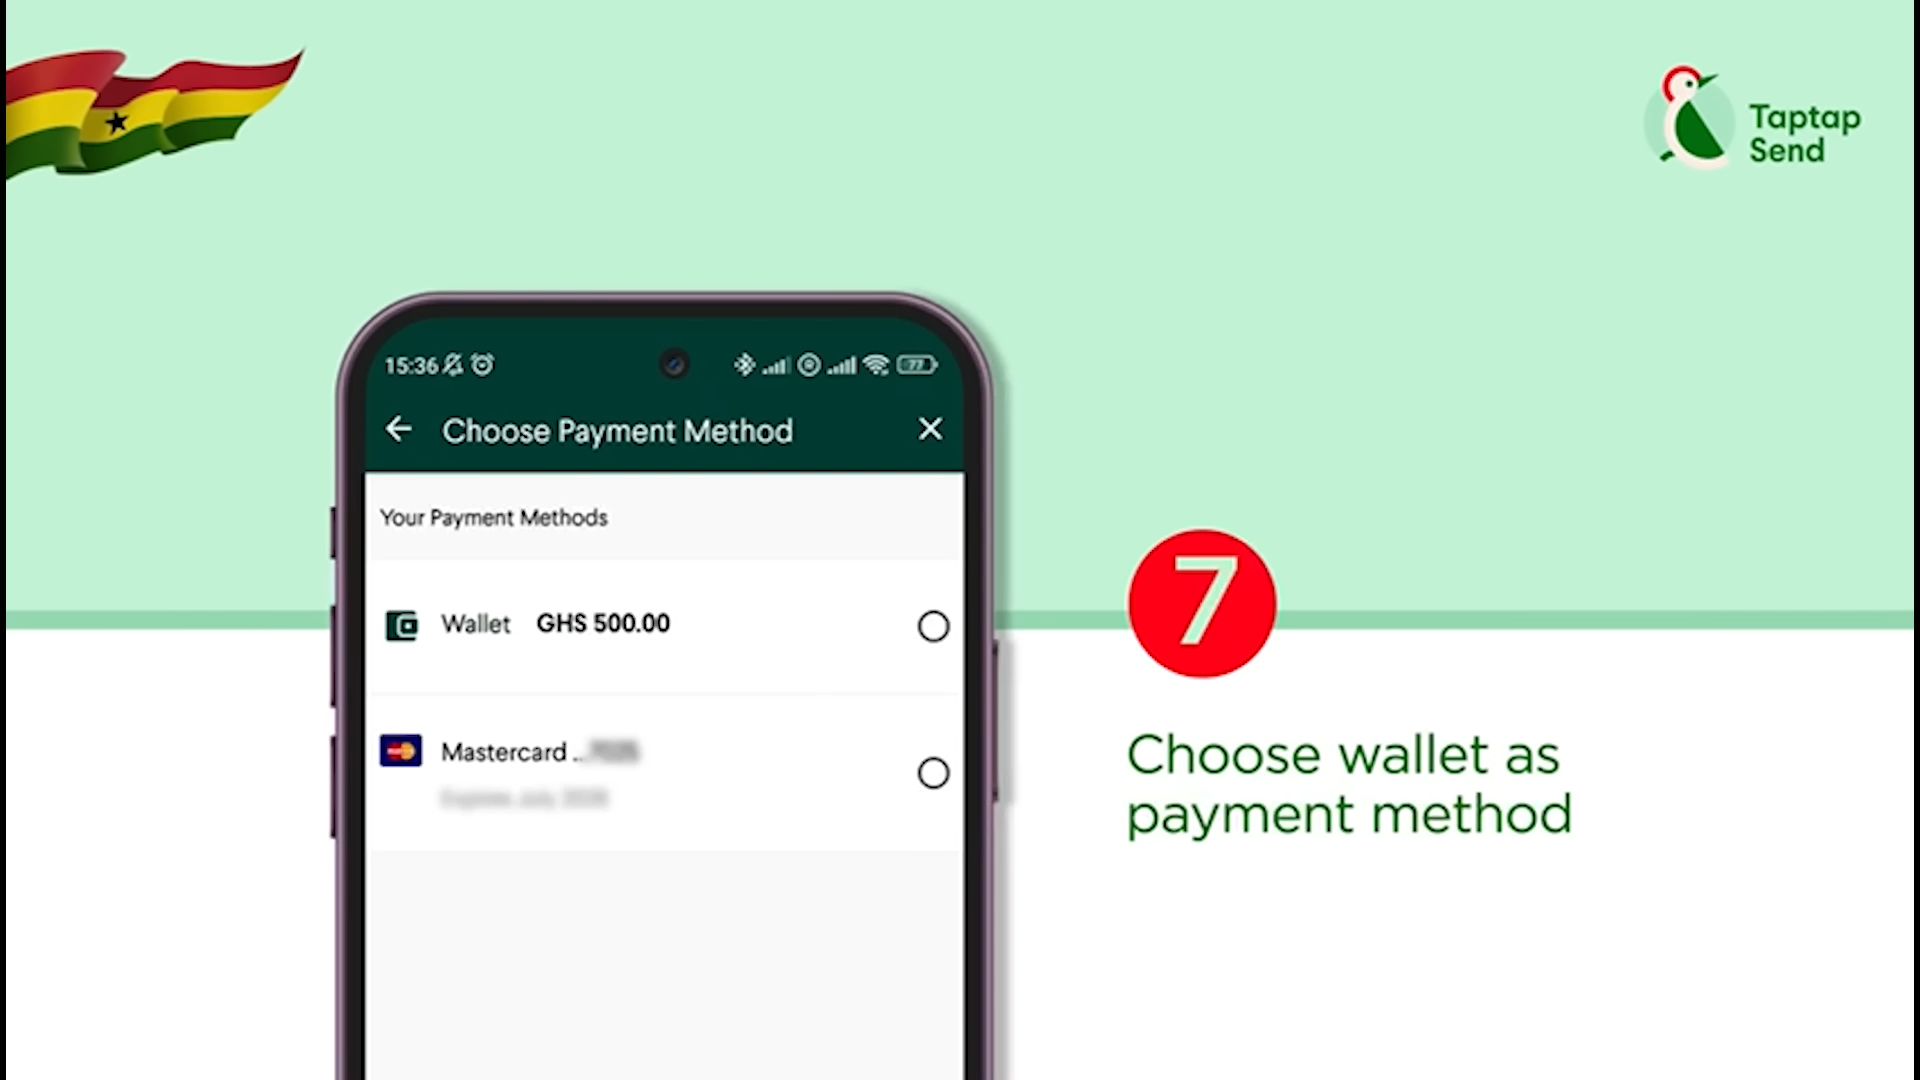 Taptap
Send
15:36
77
Choose Payment Method
Your Payment Methods
Wallet GHS 500.00
Mastercard ..
7
Choose wallet as
payment method